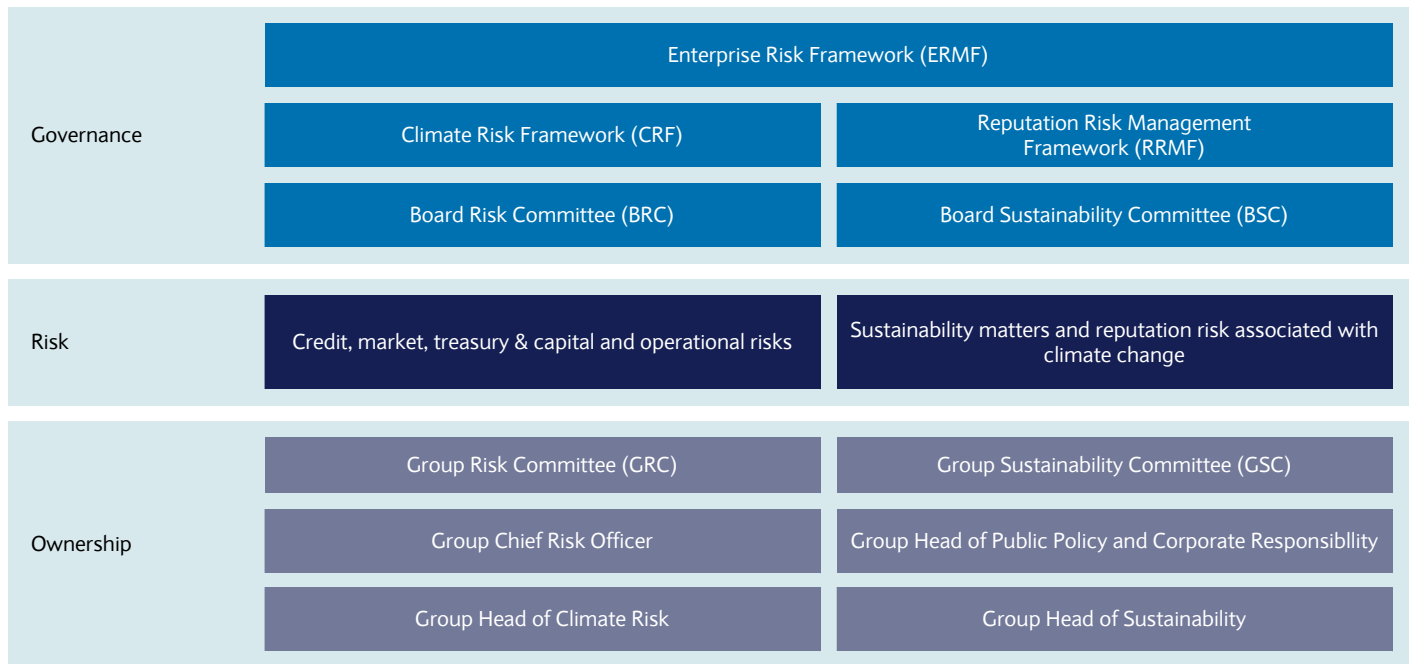 Enterprise Risk Framework (ERMF)
Governance
Climate Risk Framework (CRF)
Reputation Risk Management
Framework (RRMF)
Board Risk Committee (BRC)
Board Sustainability Committee (BSC)
Risk
Credit, market, treasury & capital and operational risks
Sustainability matters and reputation risk associated with
climate change
Group Risk Committee (GRC)
Group Sustainability Committee (GSC)
Ownership
Group Chief Risk Officer
Group Head of Public Policy and Corporate Responsibllity
Group Head of Climate Risk
Group Head of Sustainability